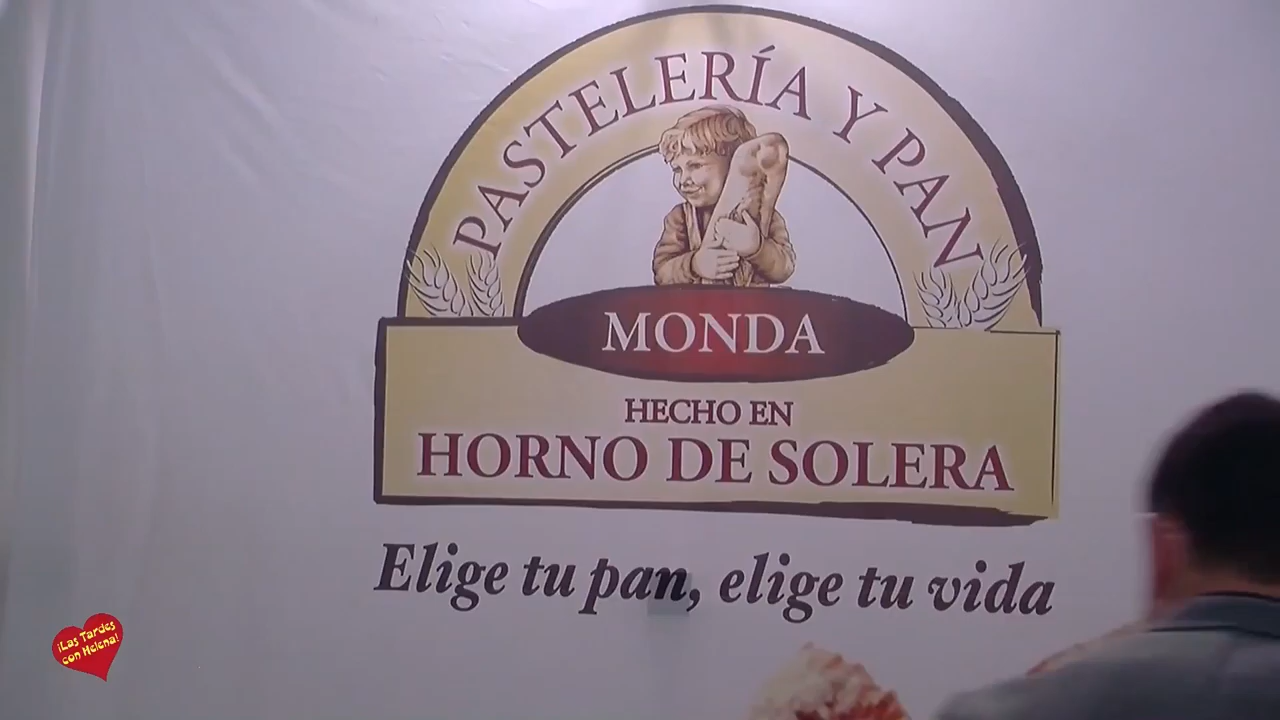 PASTELERÍA Y PAN
MONDA
HECHO EN
HORNO DE SOLERA
Elige tu pan, elige tu vida
¡Las Tardes
con Helena!